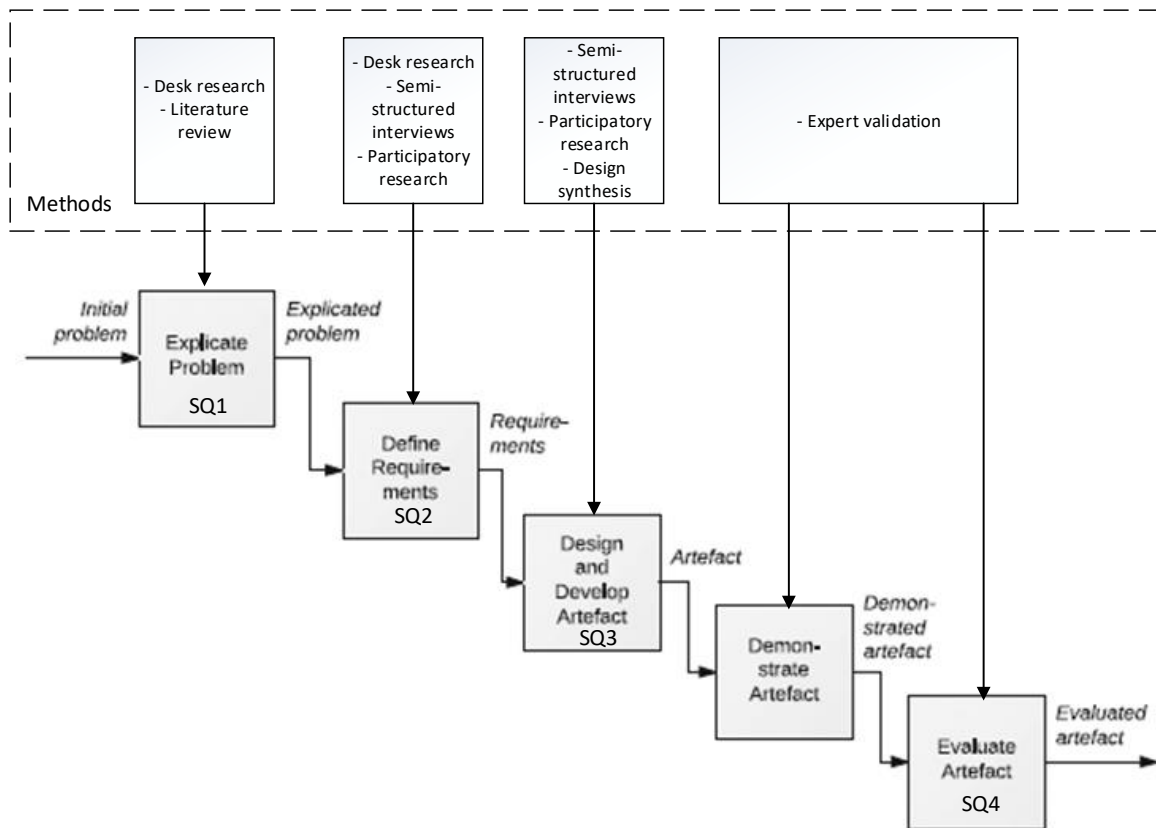 - Desk research
- Literature
review
- Desk research
- Semi-
structured
interviews
- Participatory
research
- Semi-
structured
interviews
- Participatory
research
- Design
synthesis
- Expert validation
Methods
Initial
problem
Explicate
Problem
SQ1
Explicated
problem
Define
Require-
ments
SQ2
Require-
ments
Design
and
Develop
Artefact
SQ3
Artefact
Demon-
strate
Artefact
Demon-
strated
artefact
Evaluate
Artefact
SQ4
Evaluated
artefact